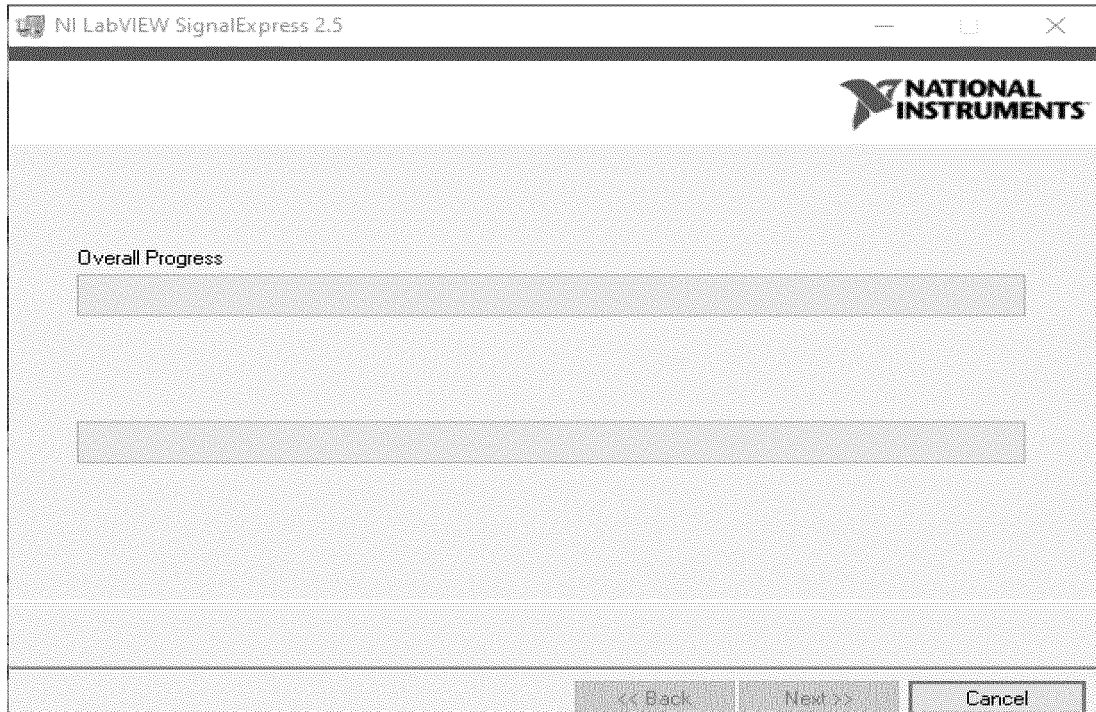 NI LabVIEW SignalExpress 2.5
NATIONAL
INSTRUMENTS
Overall Progress
<< Back
Next >>
Cancel